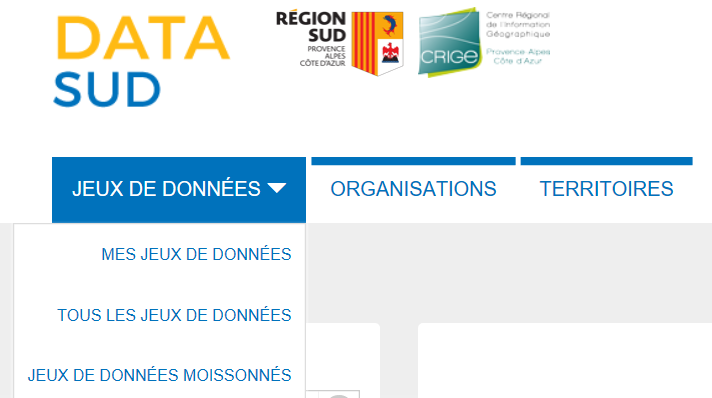 DATA
SUD
RÉGION
SUD
PROVENCE
ALPES
CÔTE D'AZUR
CRIGE
Centre Régional
de l'Information
Géographique
Provence-Alpes
Côte d'Azur
JEUX DE DONNÉES
ORGANISATIONS
TERRITOIRES
MES JEUX DE DONNÉES
TOUS LES JEUX DE DONNÉES
JEUX DE DONNÉES MOISSONNÉS